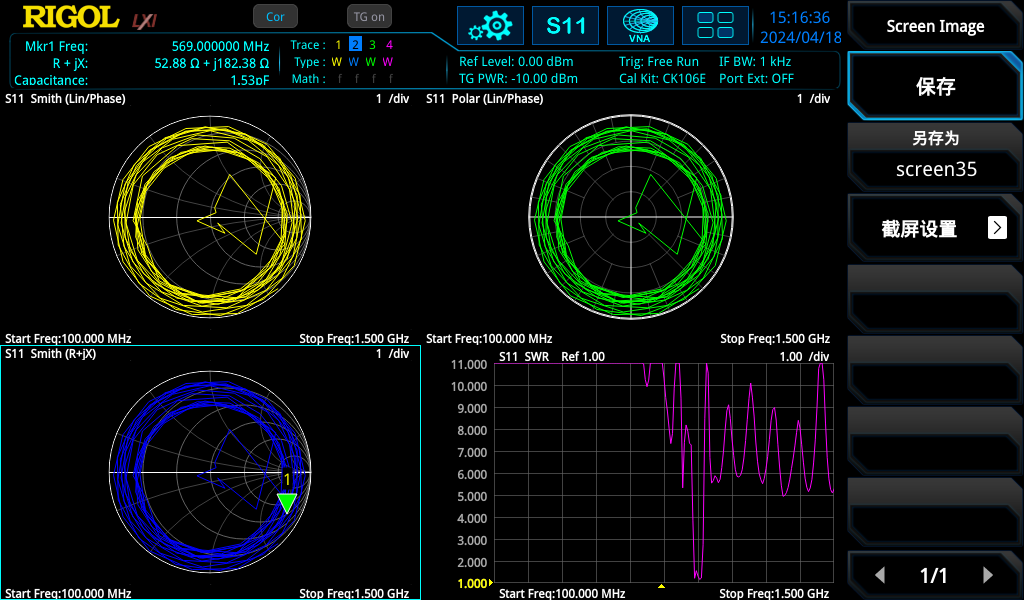 RIGOL LXI Cor TG on S11 VNA 15:16:36
2024/04/18
Mkr1 Freq: 569.000000 MHz
R + jX: 52.88 Ω + j182.38 Ω
Capacitance: 1.53pF
Trace : 1 2 3 4
Type : W W W W
Math : f f f f
Ref Level: 0.00 dBm Trig: Free Run IF BW: 1 kHz
TG PWR: -10.00 dBm Cal Kit: CK106E Port Ext: OFF
S11 Smith (Lin/Phase) 1 /div
Start Freq:100.000 MHz Stop Freq:1.500 GHz
S11 Polar (Lin/Phase) 1 /div
Start Freq:100.000 MHz Stop Freq:1.500 GHz
S11 Smith (R+jX) 1 /div
1
Start Freq:100.000 MHz Stop Freq:1.500 GHz
S11 SWR Ref 1.00 1.00 /div
11.000
10.000
9.000
8.000
7.000
6.000
5.000
4.000
3.000
2.000
1.000
Start Freq:100.000 MHz Stop Freq:1.500 GHz
Screen Image
保存
另存为
screen35
截屏设置
1/1